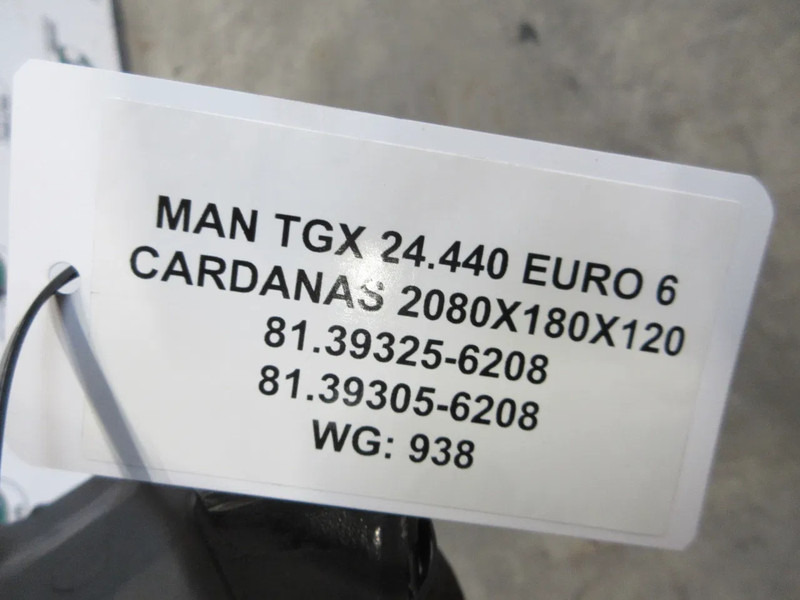 MAN TGX 24.440 EURO 6
CARDANAS 2080X180X120
81.39325-6208
81.39305-6208
WG: 938